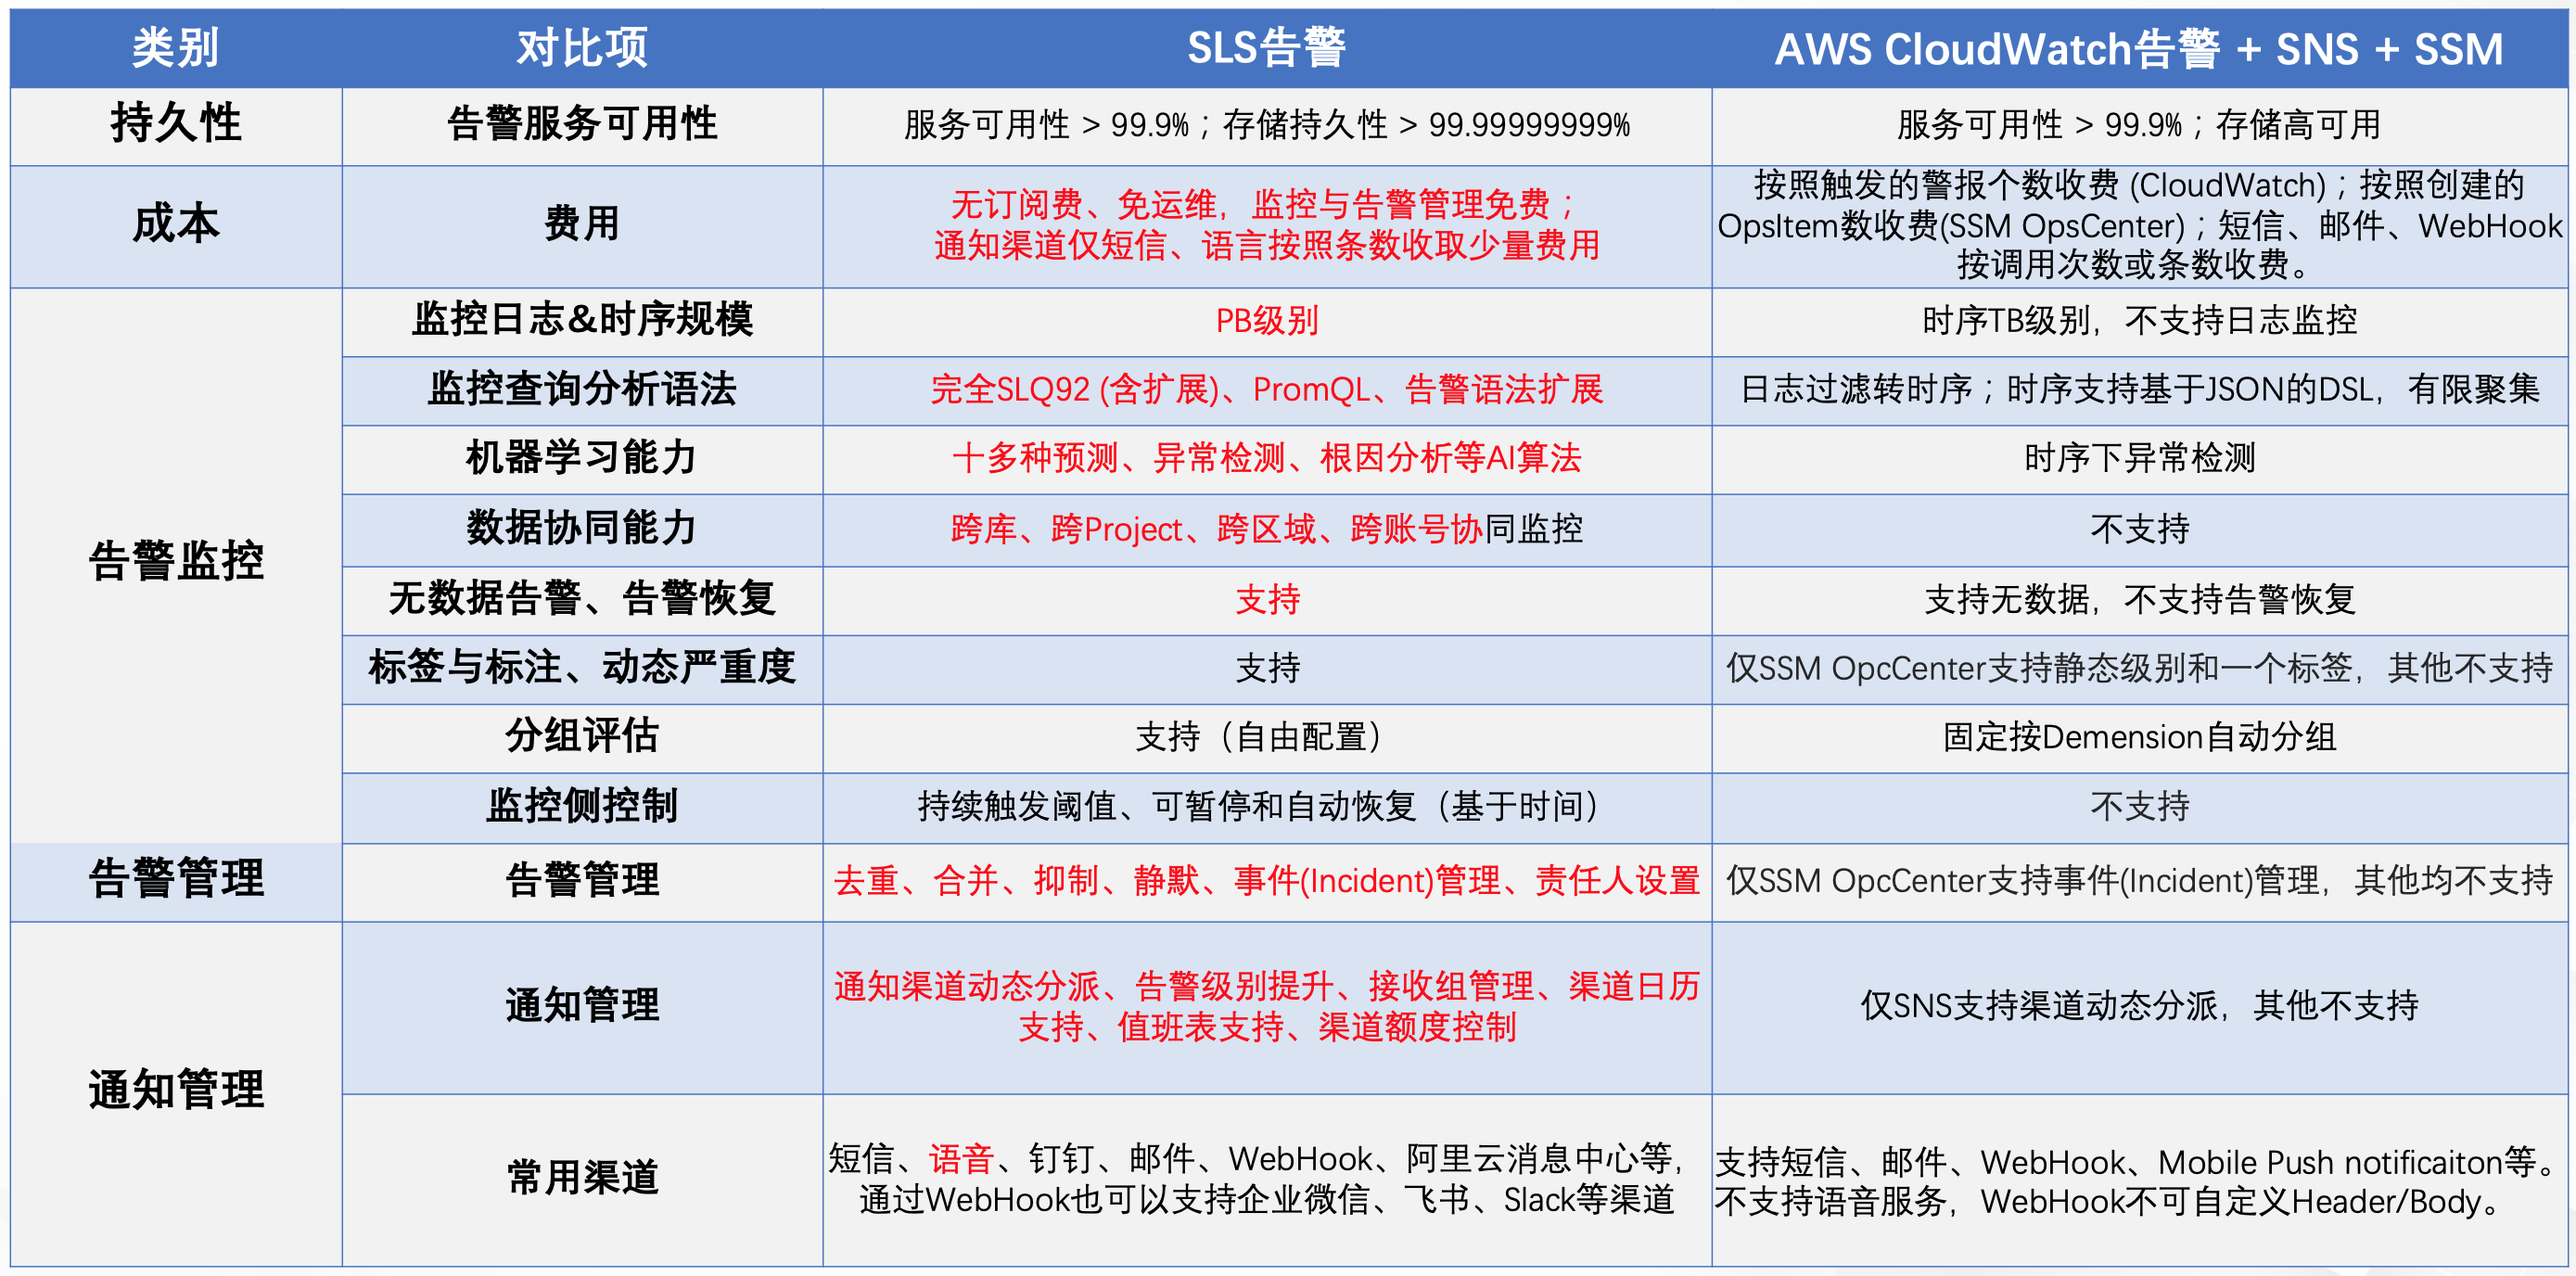 类别
对比项
SLS告警
AWS CloudWatch告警 + SNS + SSM
持久性
告警服务可用性
服务可用性 > 99.9%；存储持久性 > 99.99999999%
服务可用性 > 99.9%；存储高可用
成本
费用
无订阅费、免运维，监控与告警管理免费；
通知渠道仅短信、语言按照条数收取少量费用
按照触发的警报个数收费 (CloudWatch)；按照创建的
OpsItem数收费(SSM OpsCenter)；短信、邮件、WebHook
按调用次数或条数收费。
告警监控
监控日志&时序规模
PB级别
时序TB级别，不支持日志监控
监控查询分析语法
完全SLQ92 (含扩展)、PromQL、告警语法扩展
日志过滤转时序；时序支持基于JSON的DSL，有限聚集
机器学习能力
十多种预测、异常检测、根因分析等AI算法
时序下异常检测
数据协同能力
跨库、跨Project、跨区域、跨账号协同监控
不支持
无数据告警、告警恢复
支持
支持无数据，不支持告警恢复
标签与标注、动态严重度
支持
仅SSM OpcCenter支持静态级别和一个标签，其他不支持
分组评估
支持（自由配置）
固定按Demension自动分组
监控侧控制
持续触发阈值、可暂停和自动恢复（基于时间）
不支持
告警管理
告警管理
去重、合并、抑制、静默、事件(Incident)管理、责任人设置
仅SSM OpcCenter支持事件(Incident)管理，其他均不支持
通知管理
通知管理
通知渠道动态分派、告警级别提升、接收组管理、渠道日历
支持、值班表支持、渠道额度控制
仅SNS支持渠道动态分派，其他不支持
常用渠道
短信、语音、钉钉、邮件、WebHook、阿里云消息中心等，
通过WebHook也可以支持企业微信、飞书、Slack等渠道
支持短信、邮件、WebHook、Mobile Push notificaiton等。
不支持语音服务，WebHook不可自定义Header/Body。